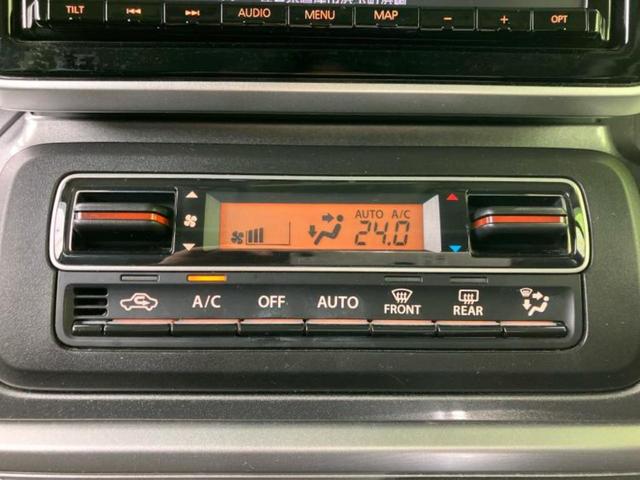 TILT AUDIO MENU MAP − + OPT
AUTO A/C
24.0
A/C OFF AUTO FRONT REAR